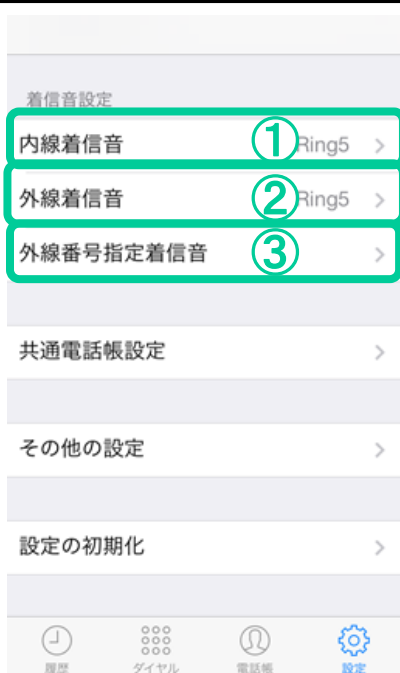 着信音設定
内線着信音 ① Ring5 >
外線着信音 ② Ring5 >
外線番号指定着信音 ③ >
共通電話帳設定 >
その他の設定 >
設定の初期化 >
履歴 ダイヤル 電話帳 設定